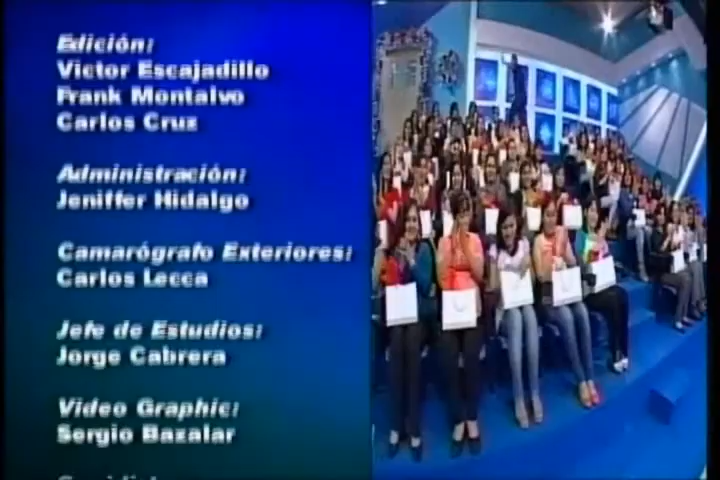 Edición:
Victor Escajadillo
Frank Montalvo
Carlos Cruz
Administración:
Jeniffer Hidalgo
Camarógrafo Exteriores:
Carlos Lecca
Jefe de Estudios:
Jorge Cabrera
Video Graphic:
Sergio Bazalar